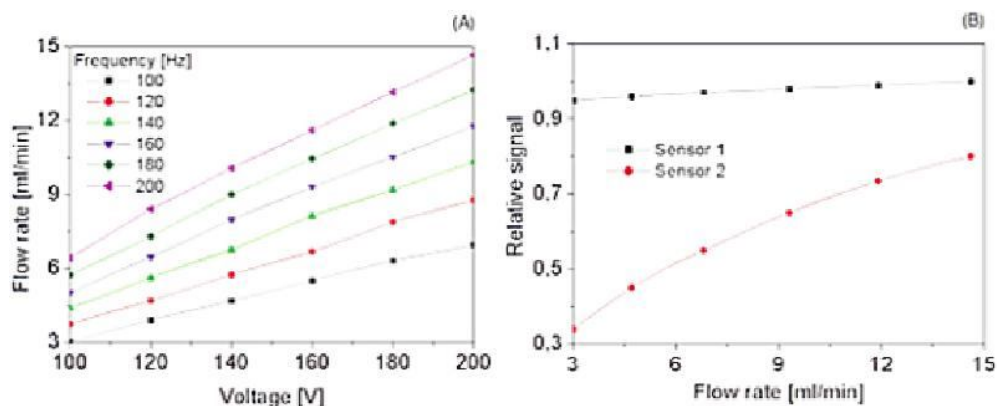 (A)
15
12
9
6
3
Flow rate [ml/min]
Frequency [Hz]
100
120
140
160
180
200
100 120 140 160 180 200
Voltage [V]
(B)
1.1
0.9
0.7
0.5
0.3
Relative signal
Sensor 1
Sensor 2
3 6 9 12 15
Flow rate [ml/min]